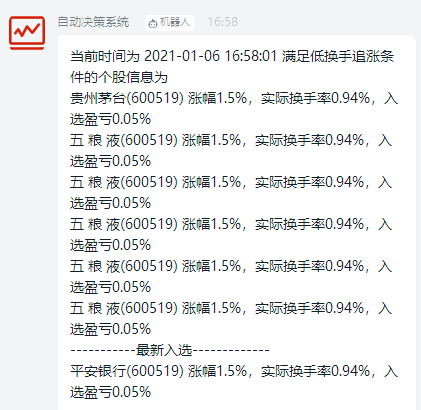 自动决策系统 机器人 16:58
当前时间为 2021-01-06 16:58:01 满足低换手追涨条
件的个股信息为
贵州茅台(600519) 涨幅1.5%，实际换手率0.94%，入
选盈亏0.05%
五 粮 液(600519) 涨幅1.5%，实际换手率0.94%，入
选盈亏0.05%
五 粮 液(600519) 涨幅1.5%，实际换手率0.94%，入
选盈亏0.05%
五 粮 液(600519) 涨幅1.5%，实际换手率0.94%，入
选盈亏0.05%
五 粮 液(600519) 涨幅1.5%，实际换手率0.94%，入
选盈亏0.05%
五 粮 液(600519) 涨幅1.5%，实际换手率0.94%，入
选盈亏0.05%
-----------最新入选-------------
平安银行(600519) 涨幅1.5%，实际换手率0.94%，入
选盈亏0.05%